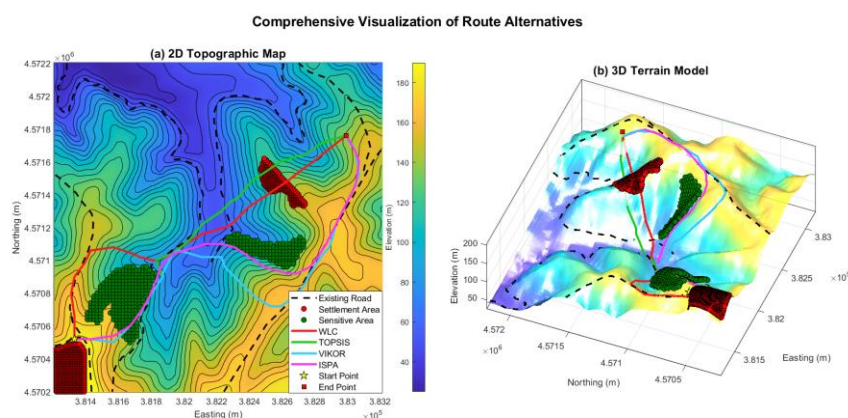 Comprehensive Visualization of Route Alternatives
(a) 2D Topographic Map
4.5722 ×10⁶
4.572
4.5718
4.5716
4.5714
4.5712
4.571
4.5708
4.5706
4.5704
4.5702
Northing (m)
3.814 3.816 3.818 3.82 3.822 3.824 3.826 3.828 3.83 3.832
Easting (m)
×10⁵
Existing Road
Settlement Area
Sensitive Area
WLC
TOPSIS
VIKOR
ISPA
Start Point
End Point
180
160
140
120
100
80
60
40
Elevation (m)
(b) 3D Terrain Model
200
150
100
50
Elevation (m)
4.572
×10⁶
4.5715
4.571
4.5705
Northing (m)
3.83
3.825
×10⁵
3.82
3.815
Easting (m)